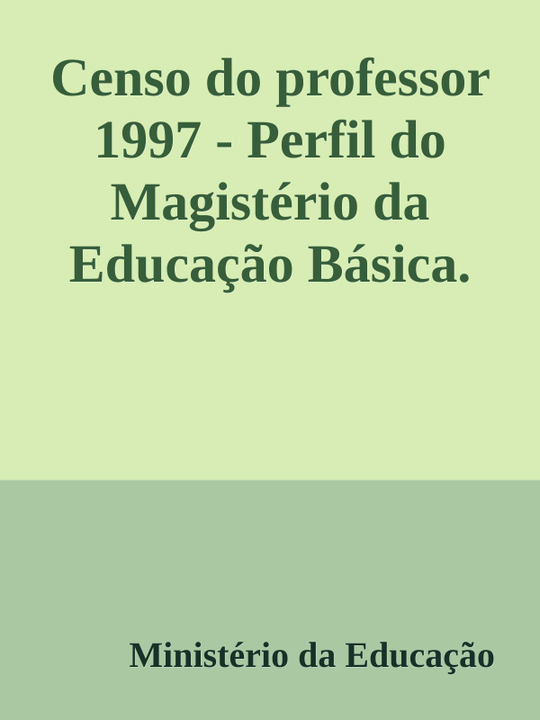 Censo do professor
1997 - Perfil do
Magistério da
Educação Básica.
Ministério da Educação